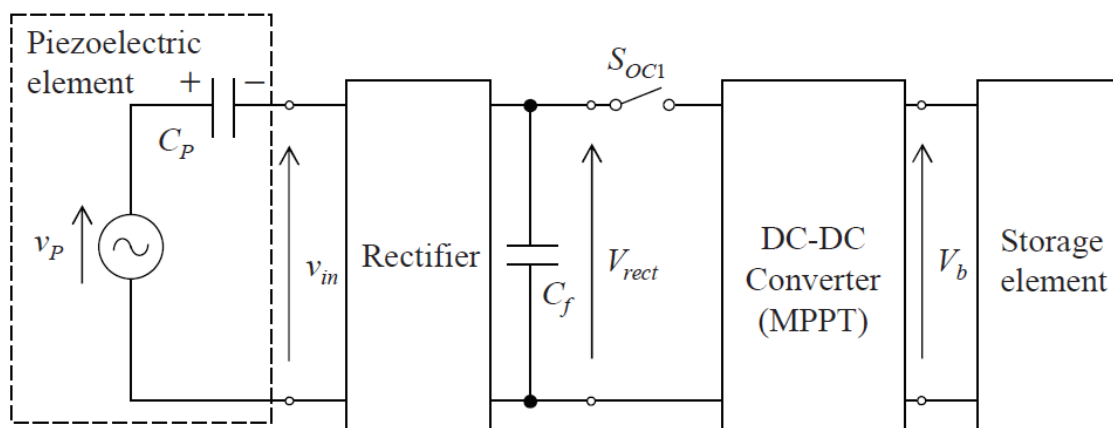 Piezoelectric
element
+ −
C_P
v_P
v_in
Rectifier
C_f
S_OC1
V_rect
DC-DC
Converter
(MPPT)
V_b
Storage
element